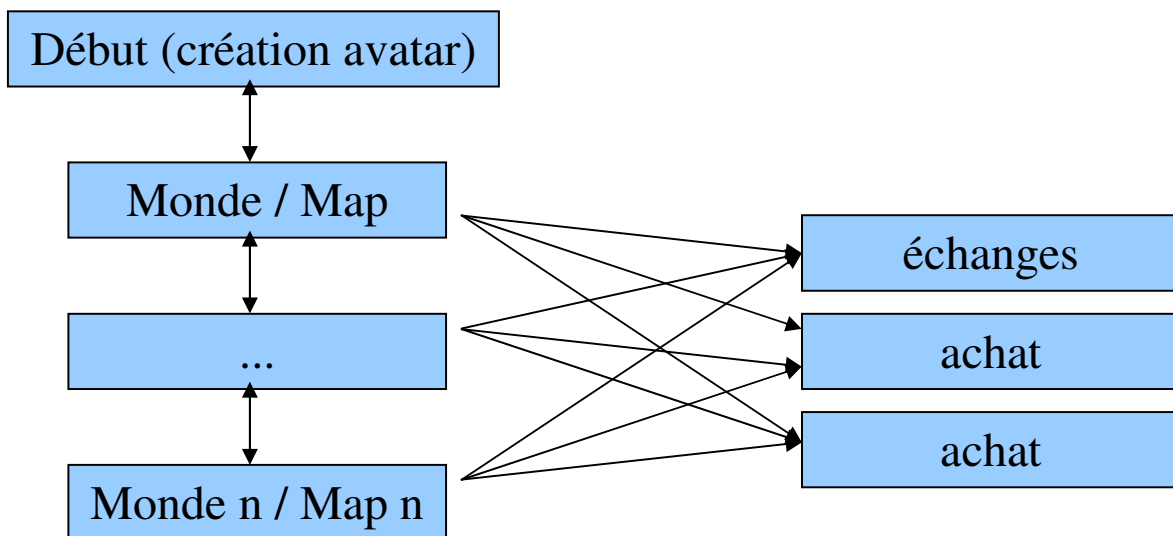 Début (création avatar)
Monde / Map
...
Monde n / Map n
échanges
achat
achat